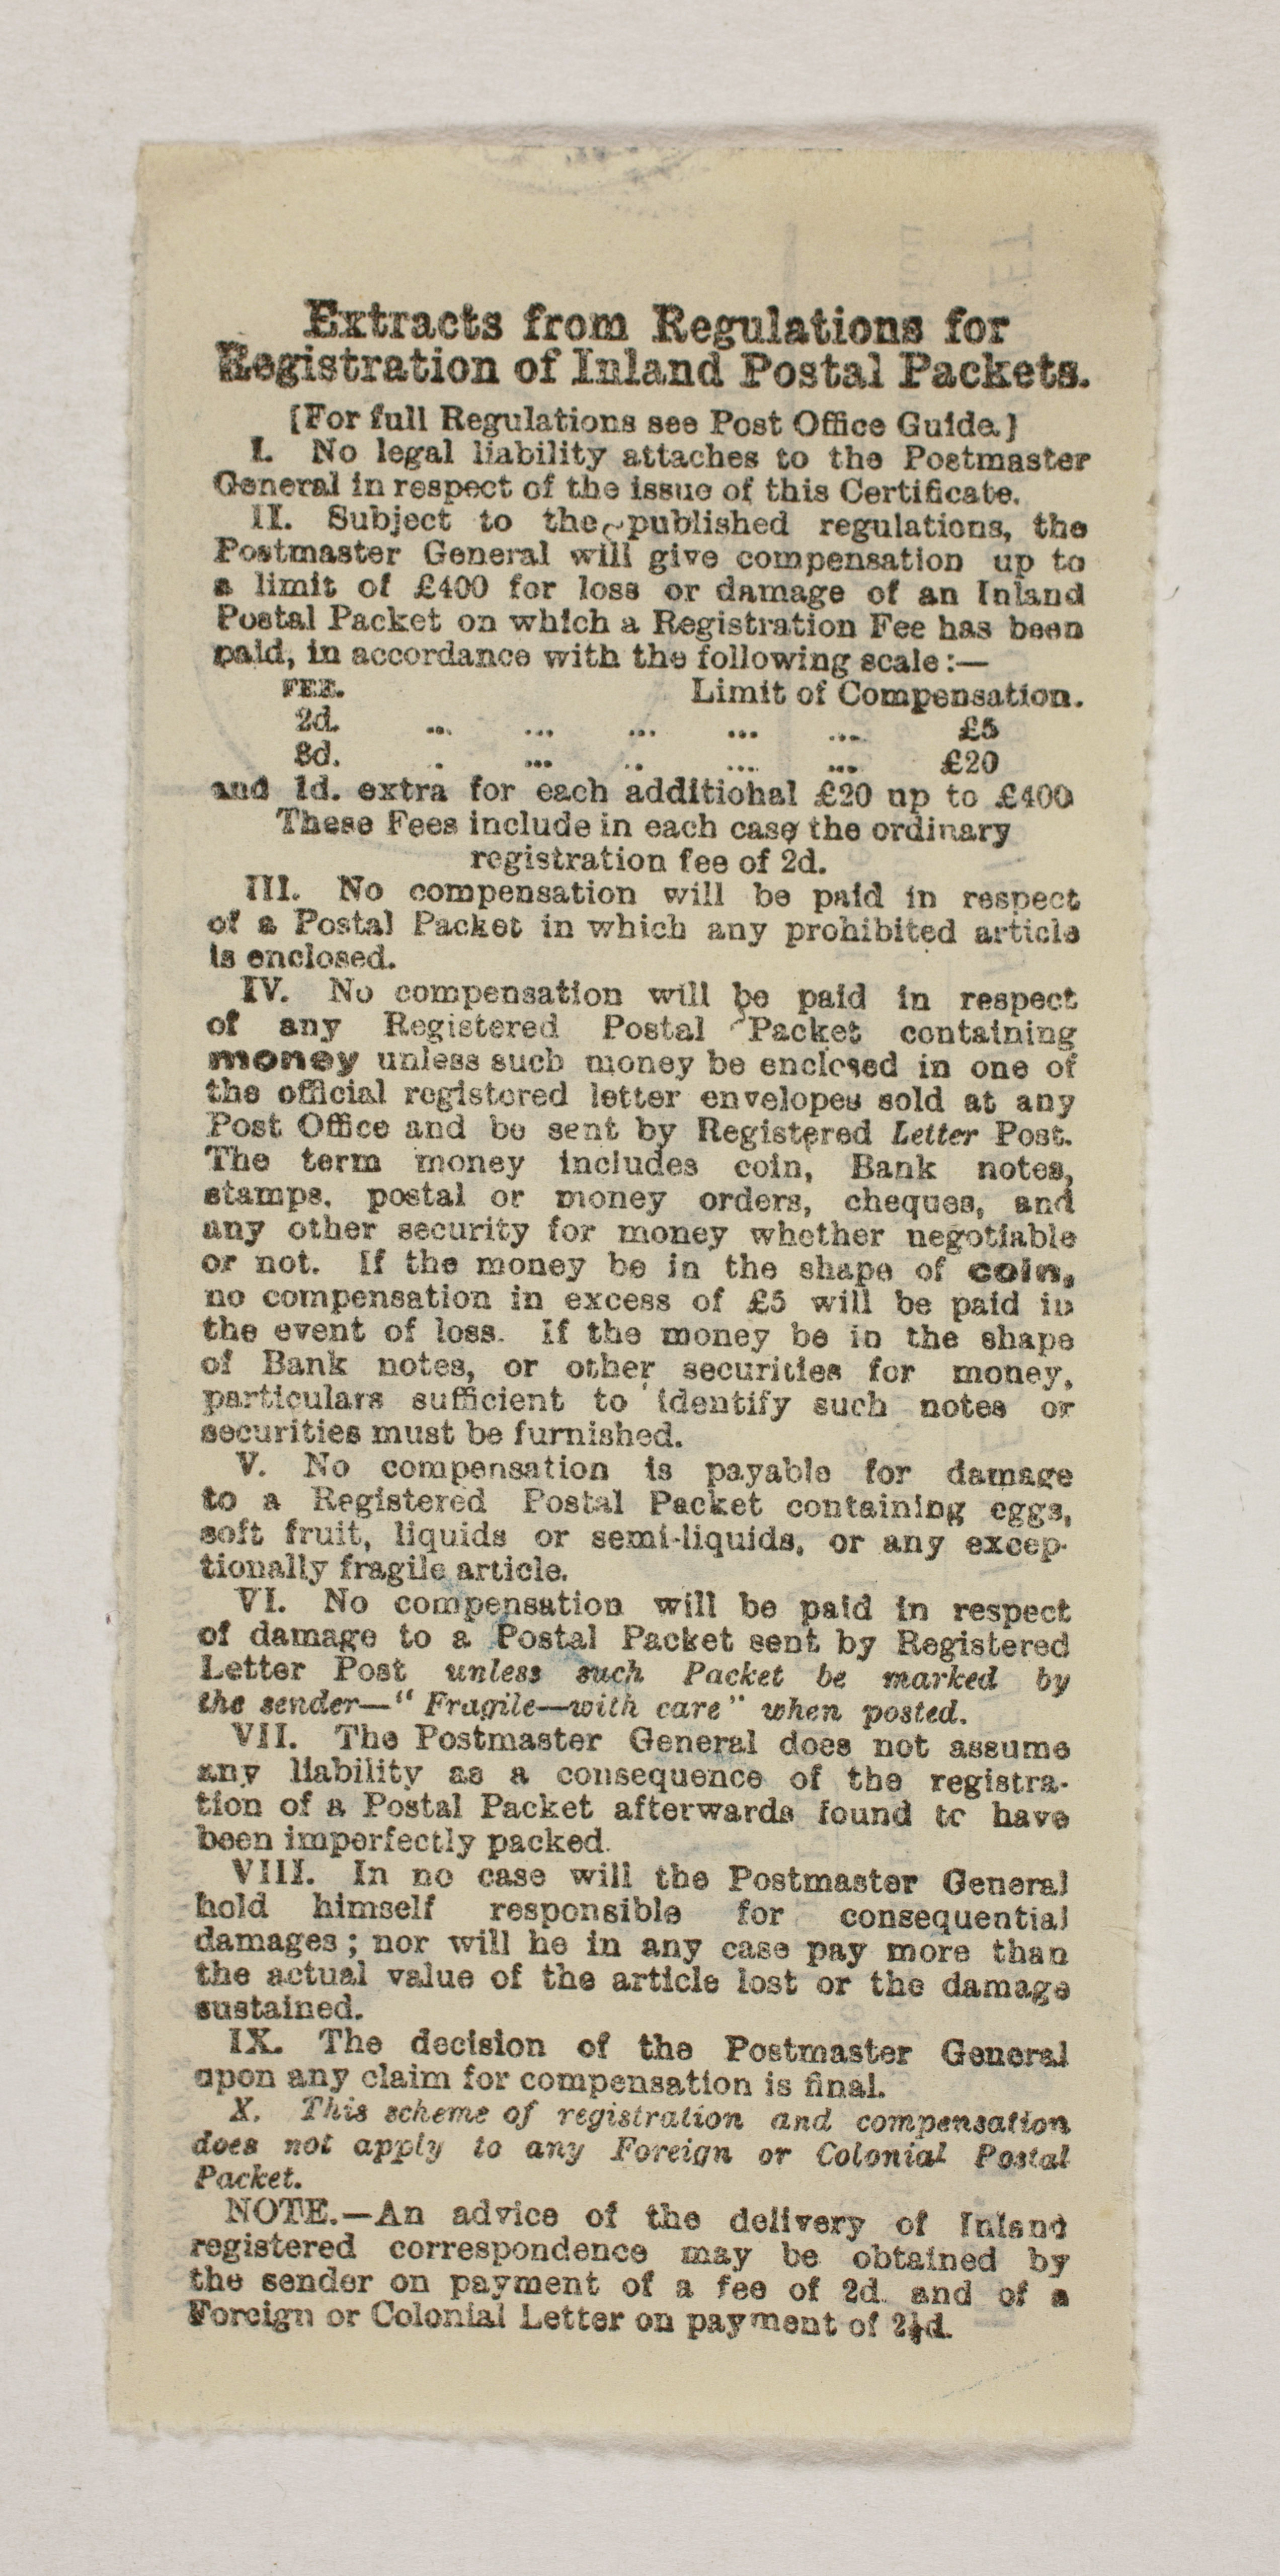 Extracts from Regulations for
Registration of Inland Postal Packets.
[For full Regulations see Post Office Guide.]
I. No legal liability attaches to the Postmaster
General in respect of the issue of this Certificate.
II. Subject to the published regulations, the
Postmaster General will give compensation up to
a limit of £400 for loss or damage of an Inland
Postal Packet on which a Registration Fee has been
paid, in accordance with the following scale:—
FEE. Limit of Compensation.
2d. ... ... ... ... ... £5
3d. . ... .. ... ... £20
and 1d. extra for each additional £20 up to £400
These Fees include in each case the ordinary
registration fee of 2d.
III. No compensation will be paid in respect
of a Postal Packet in which any prohibited article
is enclosed.
IV. No compensation will be paid in respect
of any Registered Postal Packet containing
money unless such money be enclosed in one of
the official registered letter envelopes sold at any
Post Office and be sent by Registered Letter Post.
The term money includes coin, Bank notes,
stamps, postal or money orders, cheques, and
any other security for money whether negotiable
or not. If the money be in the shape of coin,
no compensation in excess of £5 will be paid in
the event of loss. If the money be in the shape
of Bank notes, or other securities for money,
particulars sufficient to identify such notes or
securities must be furnished.
V. No compensation is payable for damage
to a Registered Postal Packet containing eggs,
soft fruit, liquids or semi-liquids, or any excep-
tionally fragile article.
VI. No compensation will be paid in respect
of damage to a Postal Packet sent by Registered
Letter Post unless such Packet be marked by
the sender—"Fragile—with care" when posted.
VII. The Postmaster General does not assume
any liability as a consequence of the registra-
tion of a Postal Packet afterwards found to have
been imperfectly packed.
VIII. In no case will the Postmaster General
hold himself responsible for consequential
damages; nor will he in any case pay more than
the actual value of the article lost or the damage
sustained.
IX. The decision of the Postmaster General
upon any claim for compensation is final.
X. This scheme of registration and compensation
does not apply to any Foreign or Colonial Postal
Packet.
NOTE.—An advice of the delivery of Inland
registered correspondence may be obtained by
the sender on payment of a fee of 2d. and of a
Foreign or Colonial Letter on payment of 2½d.